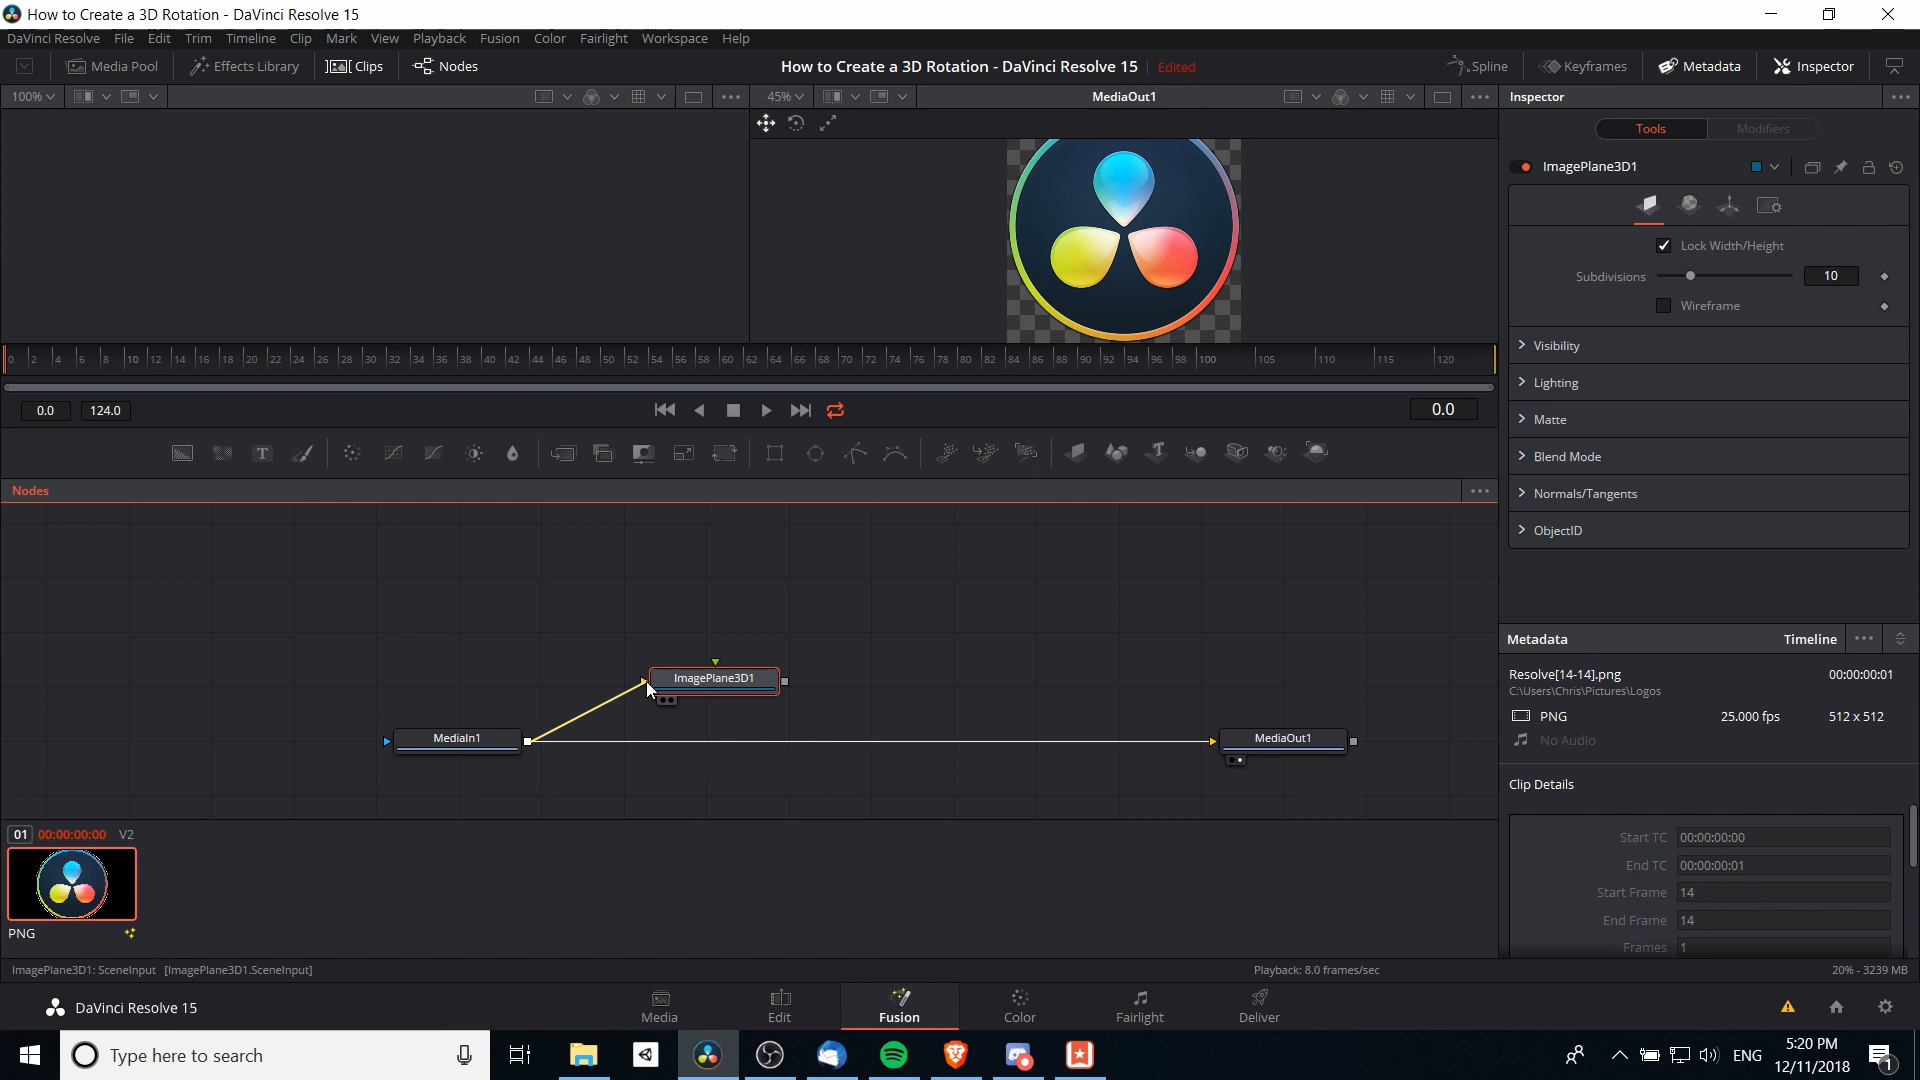 How to Create a 3D Rotation - DaVinci Resolve 15
DaVinci Resolve File Edit Trim Timeline Clip Mark View Playback Fusion Color Fairlight Workspace Help
Media Pool Effects Library Clips Nodes How to Create a 3D Rotation - DaVinci Resolve 15 Edited Spline Keyframes Metadata Inspector
100% 45% MediaOut1 Inspector
Tools Modifiers
ImagePlane3D1
Lock Width/Height
Subdivisions 10
Wireframe
Visibility
Lighting
Matte
Blend Mode
Normals/Tangents
ObjectID
0 2 4 6 8 10 12 14 16 18 20 22 24 26 28 30 32 34 36 38 40 42 44 46 48 50 52 54 56 58 60 62 64 66 68 70 72 74 76 78 80 82 84 86 88 90 92 94 96 98 100 105 110 115 120
0.0 124.0 0.0
T T
Nodes
ImagePlane3D1
MediaIn1 MediaOut1
Metadata Timeline
Resolve[14-14].png 00:00:00:01
C:\Users\Chris\Pictures\Logos
PNG 25.000 fps 512 x 512
No Audio
Clip Details
Start TC 00:00:00:00
End TC 00:00:00:01
Start Frame 14
End Frame 14
Frames 1
01 00:00:00:00 V2
PNG
ImagePlane3D1: SceneInput [ImagePlane3D1.SceneInput] Playback: 8.0 frames/sec 20% - 3239 MB
DaVinci Resolve 15 Media Edit Fusion Color Fairlight Deliver
Type here to search ENG 5:20 PM
12/11/2018 1